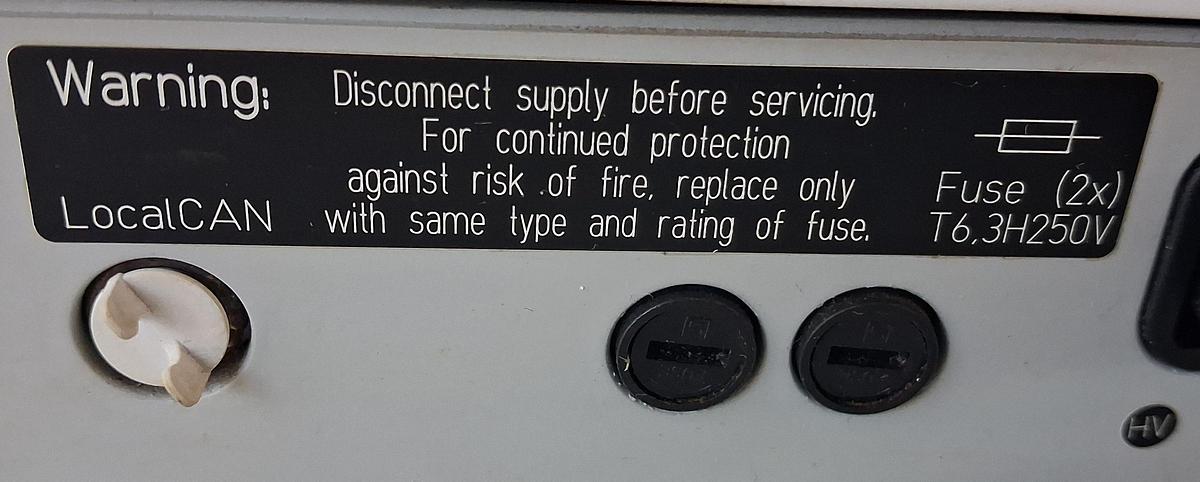 Warning:
Disconnect supply before servicing.
For continued protection
against risk of fire, replace only
with same type and rating of fuse.
LocalCAN
Fuse (2x)
T6,3H250V
HV